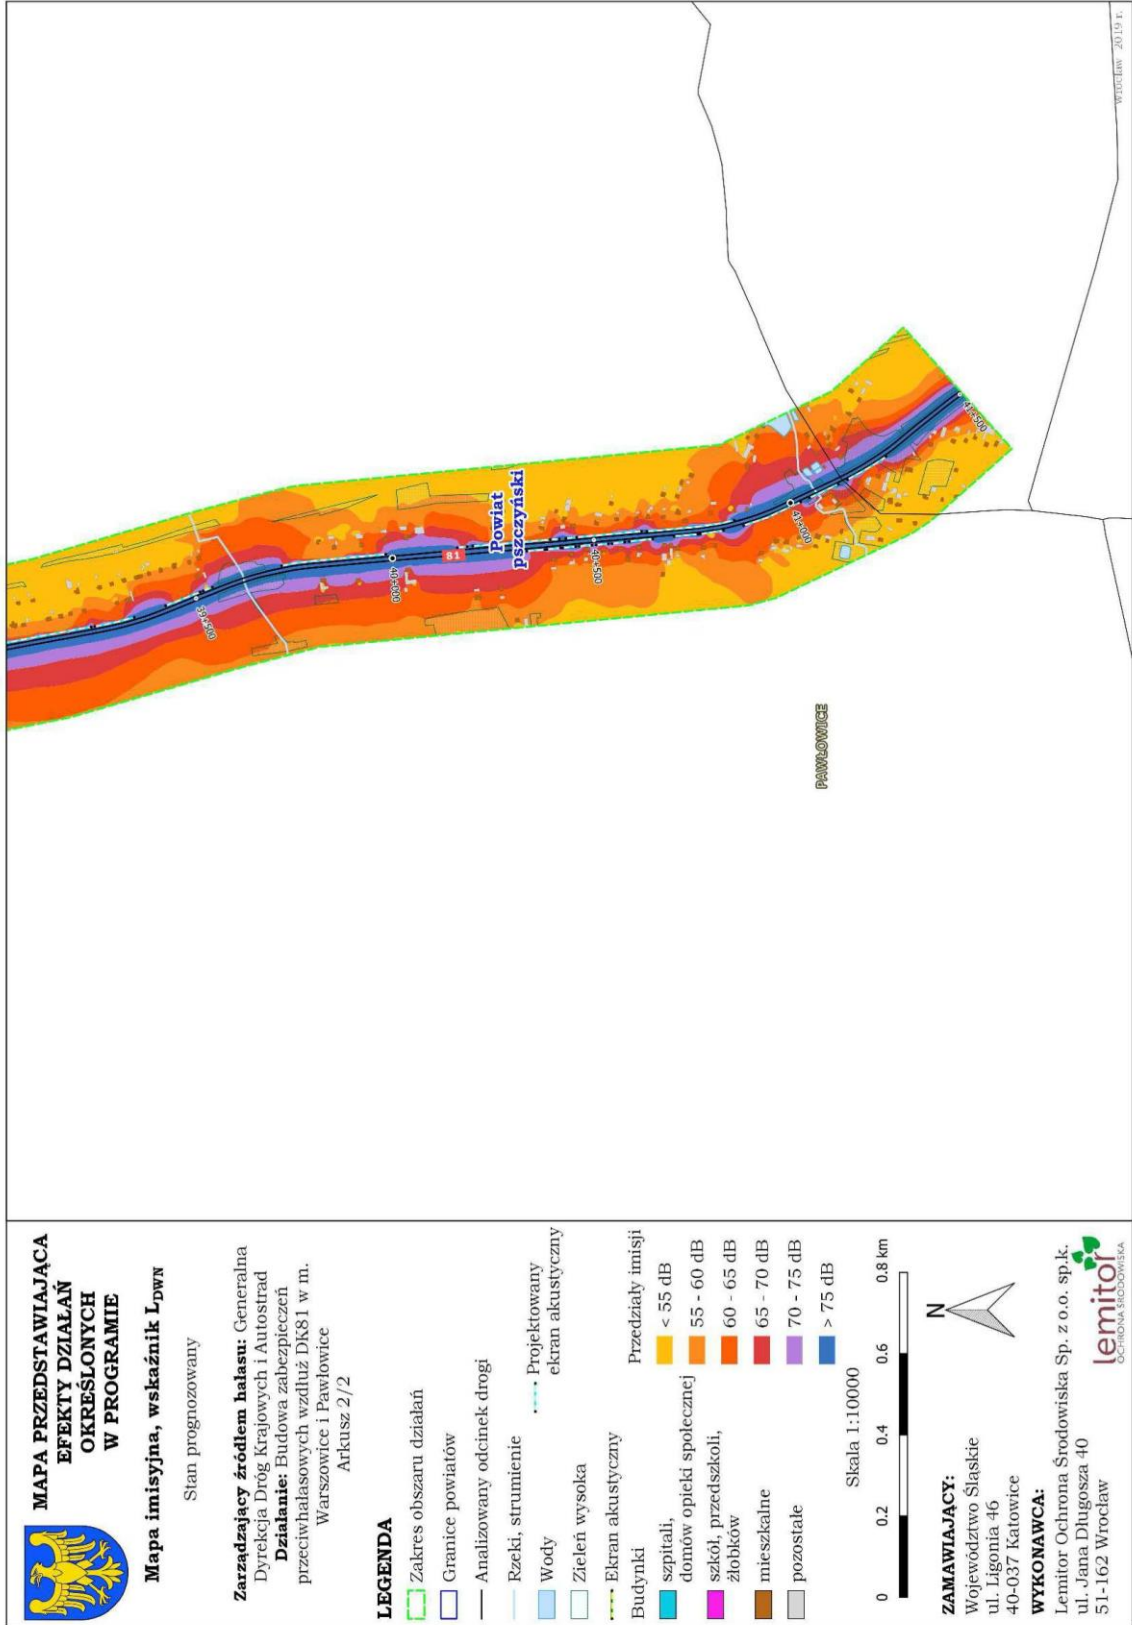 MAPA PRZEDSTAWIAJĄCA
EFEKTY DZIAŁAŃ
OKREŚLONYCH
W PROGRAMIE
Mapa imisyjna, wskaźnik LDWN
Stan prognozowany
Zarządzający źródłem hałasu: Generalna
Dyrekcja Dróg Krajowych i Autostrad
Działanie: Budowa zabezpieczeń
przeciwhałasowych wzdłuż DK81 w m.
Warszowice i Pawłowice
Arkusz 2/2
LEGENDA
Zakres obszaru działań
Granice powiatów
Analizowany odcinek drogi
Rzeki, strumienie
Wody
Zieleń wysoka
Ekran akustyczny
Projektowany
ekran akustyczny
Budynki
szpitali,
domów opieki społecznej
szkół, przedszkoli,
żłobków
mieszkalne
pozostałe
Przedziały imisji
< 55 dB
55 - 60 dB
60 - 65 dB
65 - 70 dB
70 - 75 dB
> 75 dB
Skala 1:10000
0 0.2 0.4 0.6 0.8 km
N
ZAMAWIAJĄCY:
Województwo Śląskie
ul. Ligonia 46
40-037 Katowice
WYKONAWCA:
Lemitor Ochrona Środowiska Sp. z o.o. sp.k.
ul. Jana Długosza 40
51-162 Wrocław
lemitor
OCHRONA ŚRODOWISKA
39+500
40+000
81
Powiat
pszczyński
40+500
41+000
41+500
PAWŁOWICE
Wrocław 2019 r.